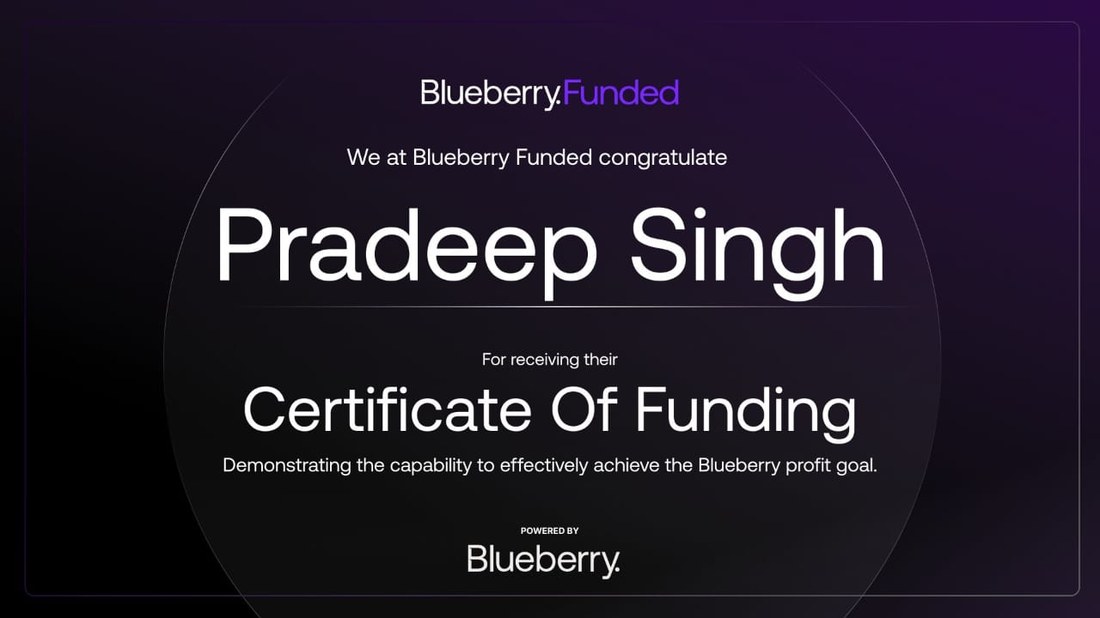 Blueberry.Funded
We at Blueberry Funded congratulate
Pradeep Singh
For receiving their
Certificate Of Funding
Demonstrating the capability to effectively achieve the Blueberry profit goal.
POWERED BY
Blueberry.